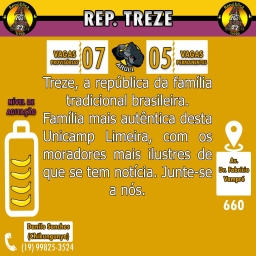 REP. TREZE
VAGAS
PROVISÓRIAS
07
05
VAGAS
PERMANENTES
Treze, a república da família
tradicional brasileira.
Família mais autêntica desta
Unicamp Limeira, com os
moradores mais ilustres de
que se tem notícia. Junte-se
a nós.
NÍVEL DE
ACEITAÇÃO
Av.
Dr. Fabrício
Vampré
660
Danilo Sanches
(Chikungunya)
(19) 99825-3524